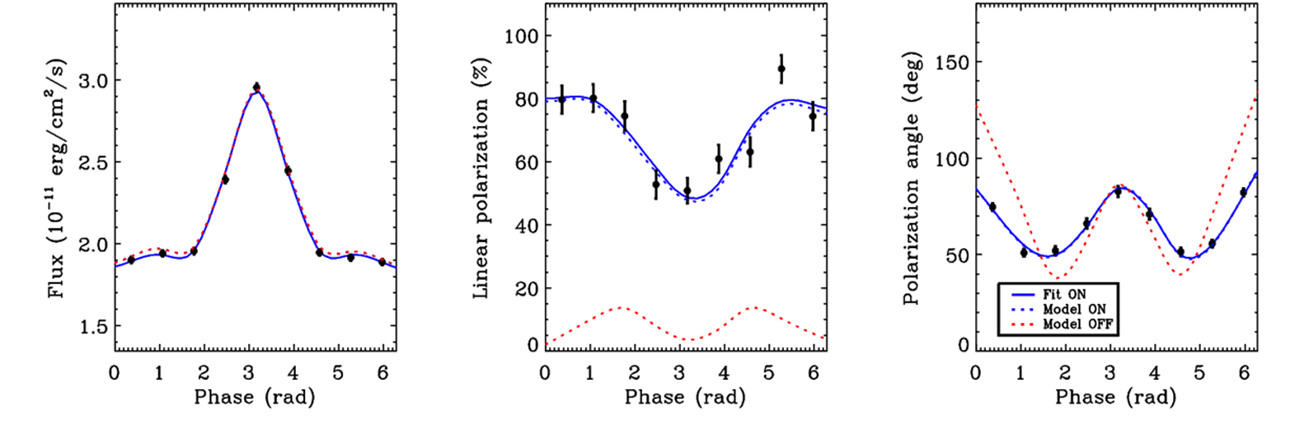 Flux (10⁻¹¹ erg/cm²/s)
3.0
2.5
2.0
1.5
0 1 2 3 4 5 6
Phase (rad)
Linear polarization (%)
100
80
60
40
20
0
0 1 2 3 4 5 6
Phase (rad)
Polarization angle (deg)
150
100
50
0
Fit ON
Model ON
Model OFF
0 1 2 3 4 5 6
Phase (rad)